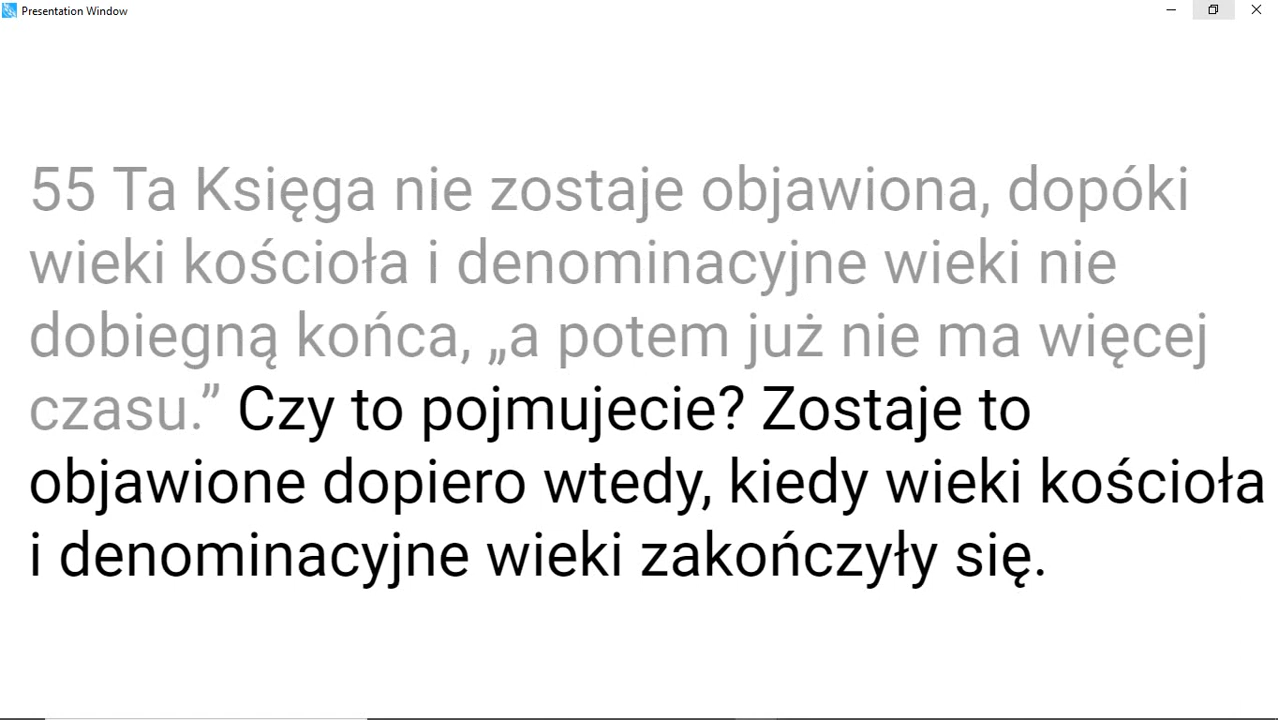 Presentation Window
55 Ta Księga nie zostaje objawiona, dopóki
wieki kościoła i denominacyjne wieki nie
dobiegną końca, „a potem już nie ma więcej
czasu.” Czy to pojmujecie? Zostaje to
objawione dopiero wtedy, kiedy wieki kościoła
i denominacyjne wieki zakończyły się.